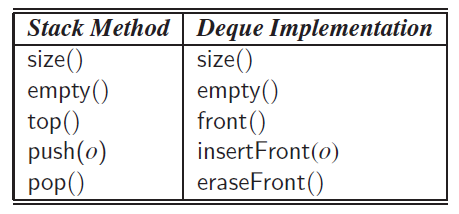 Stack Method Deque Implementation
size() size()
empty() empty()
top() front()
push(o) insertFront(o)
pop() eraseFront()